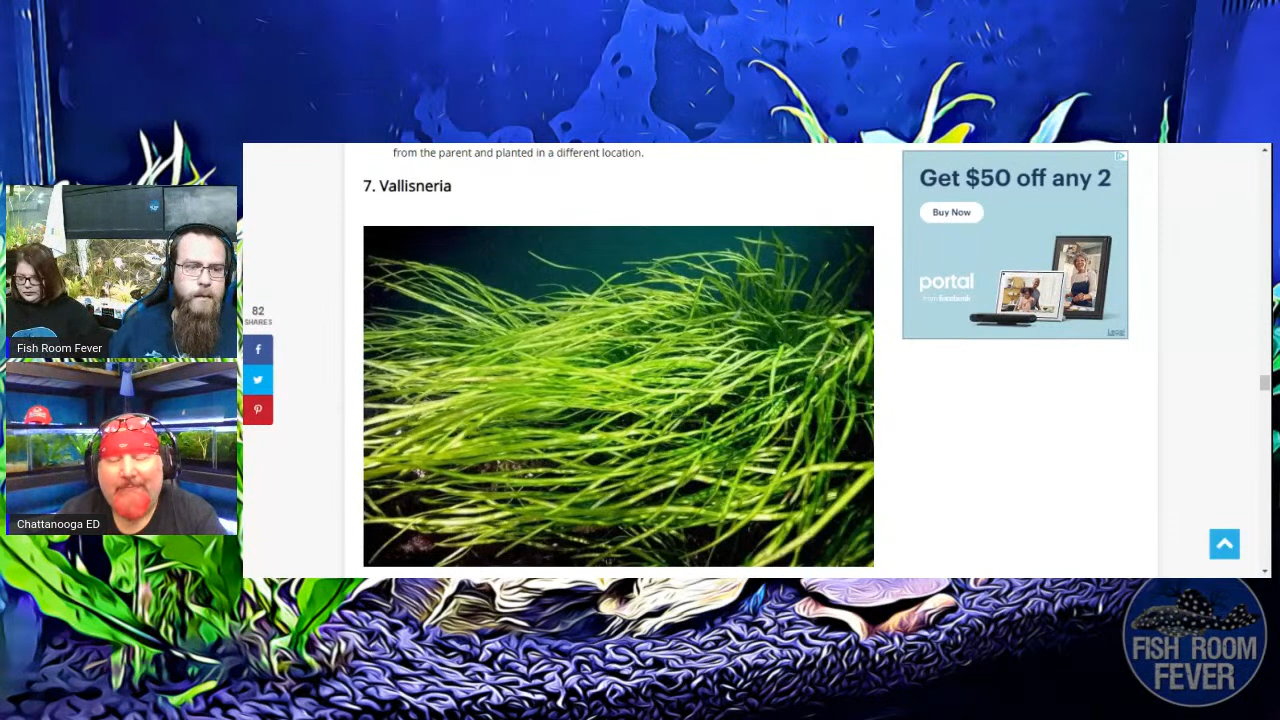 from the parent and planted in a different location.
7. Vallisneria
Get $50 off any 2
Buy Now
portal
from facebook
Legal
82
SHARES
Fish Room Fever
Chattanooga ED
FISH ROOM
FEVER